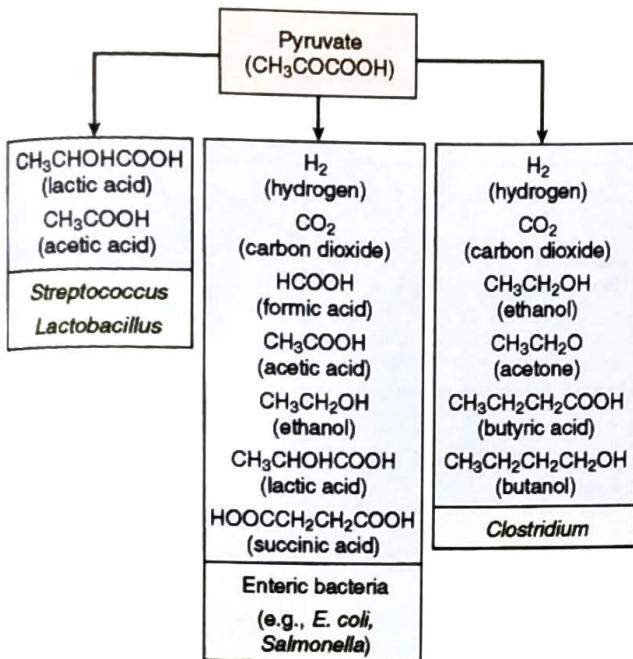 Pyruvate
(CH₃COCOOH)
CH₃CHOHCOOH
(lactic acid)
CH₃COOH
(acetic acid)
Streptococcus
Lactobacillus
H₂
(hydrogen)
CO₂
(carbon dioxide)
HCOOH
(formic acid)
CH₃COOH
(acetic acid)
CH₃CH₂OH
(ethanol)
CH₃CHOHCOOH
(lactic acid)
HOOCCH₂CH₂COOH
(succinic acid)
Enteric bacteria
(e.g., E. coli,
Salmonella)
H₂
(hydrogen)
CO₂
(carbon dioxide)
CH₃CH₂OH
(ethanol)
CH₃CH₂O
(acetone)
CH₃CH₂CH₂COOH
(butyric acid)
CH₃CH₂CH₂CH₂OH
(butanol)
Clostridium